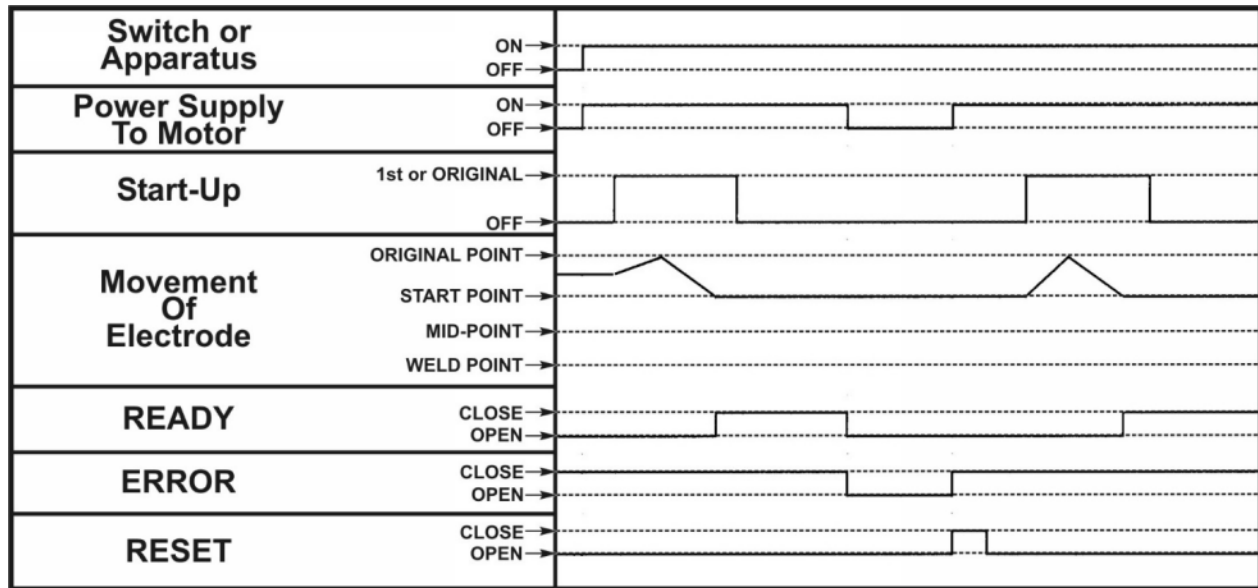 Switch or
Apparatus
ON
OFF
Power Supply
To Motor
ON
OFF
Start-Up
1st or ORIGINAL
OFF
Movement
Of
Electrode
ORIGINAL POINT
START POINT
MID-POINT
WELD POINT
READY
CLOSE
OPEN
ERROR
CLOSE
OPEN
RESET
CLOSE
OPEN